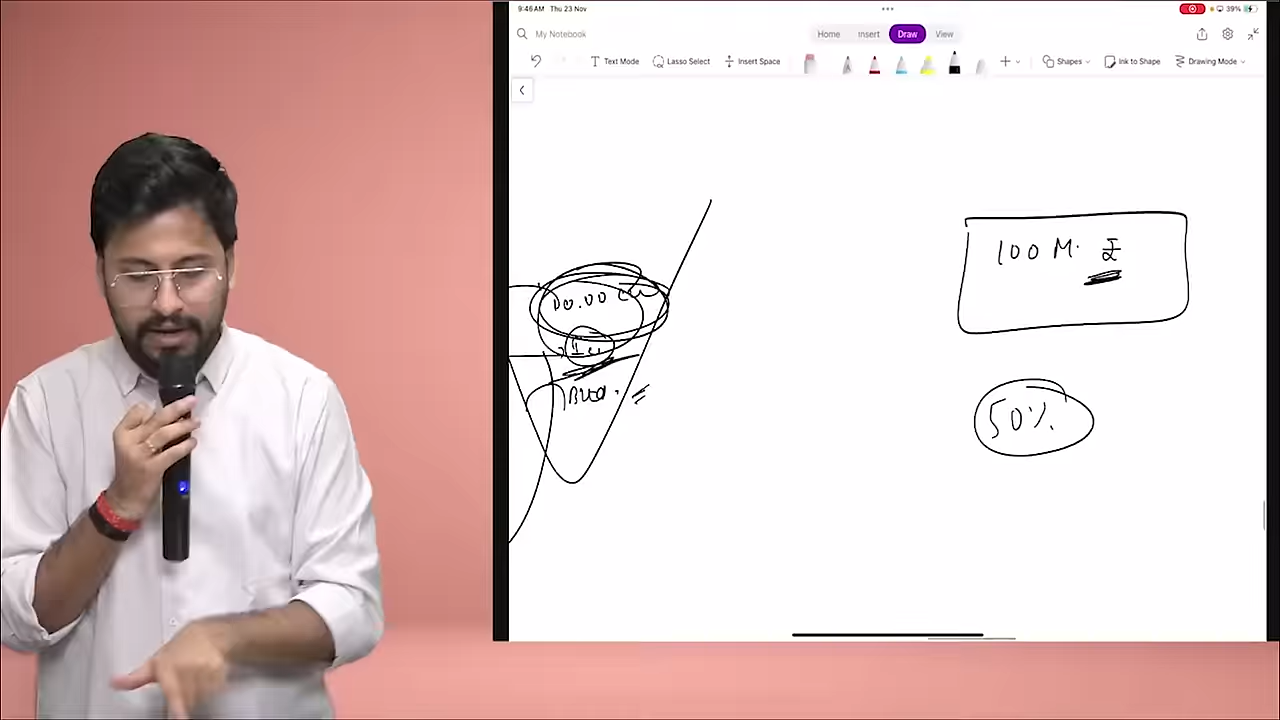 9:46 AM Thu 23 Nov
39%
My Notebook
Home Insert Draw View
Text Mode Lasso Select Insert Space Shapes Ink to Shape Drawing Mode
100 M.
50%